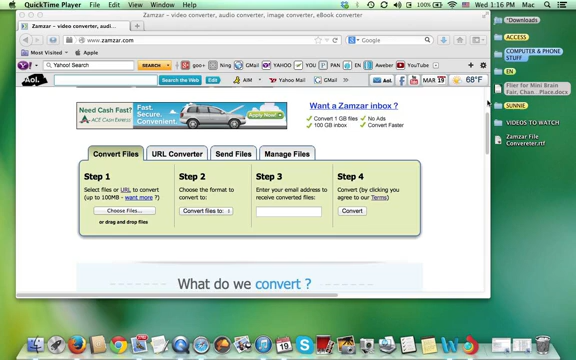 QuickTime Player File Edit View Window Help 100% Wed 1:16 PM Mac
Zamzar - video converter, audio converter, image converter, eBook converter
Zamzar - video converter, aud...
www.zamzar.com
Google
Most Visited Apple
Yahoo! Search SEARCH goo+ Ning GMail YOU PAN EN Aweber YouTube
Aol. Search the Web Edit AIM Yahoo Mail GMail Aol. MAR 19 68°F
Need Cash Fast?
ACE CASH EXPRESS
Fast.
Secure.
Convenient.
Apply Now
Want a Zamzar inbox ?
✓ Convert 1 GB files ✓ No Ads
✓ 100 GB inbox ✓ Convert Faster
Convert Files URL Converter Send Files Manage Files
Step 1
Select files or URL to convert
(up to 100MB - want more ?)
Choose Files...
or drag and drop files
Step 2
Choose the format to
convert to:
Convert files to:
Step 3
Enter your email address to
receive converted files:
Step 4
Convert (by clicking you
agree to our Terms)
Convert
What do we convert ?
*Downloads
ACCESS
COMPUTER & PHONE
STUFF
EN
Flier for Mini Brain
Fair, Chan...Place.docx
SUNNIE
VIDEOS TO WATCH
Zamzar File
Convereter.rtf
19